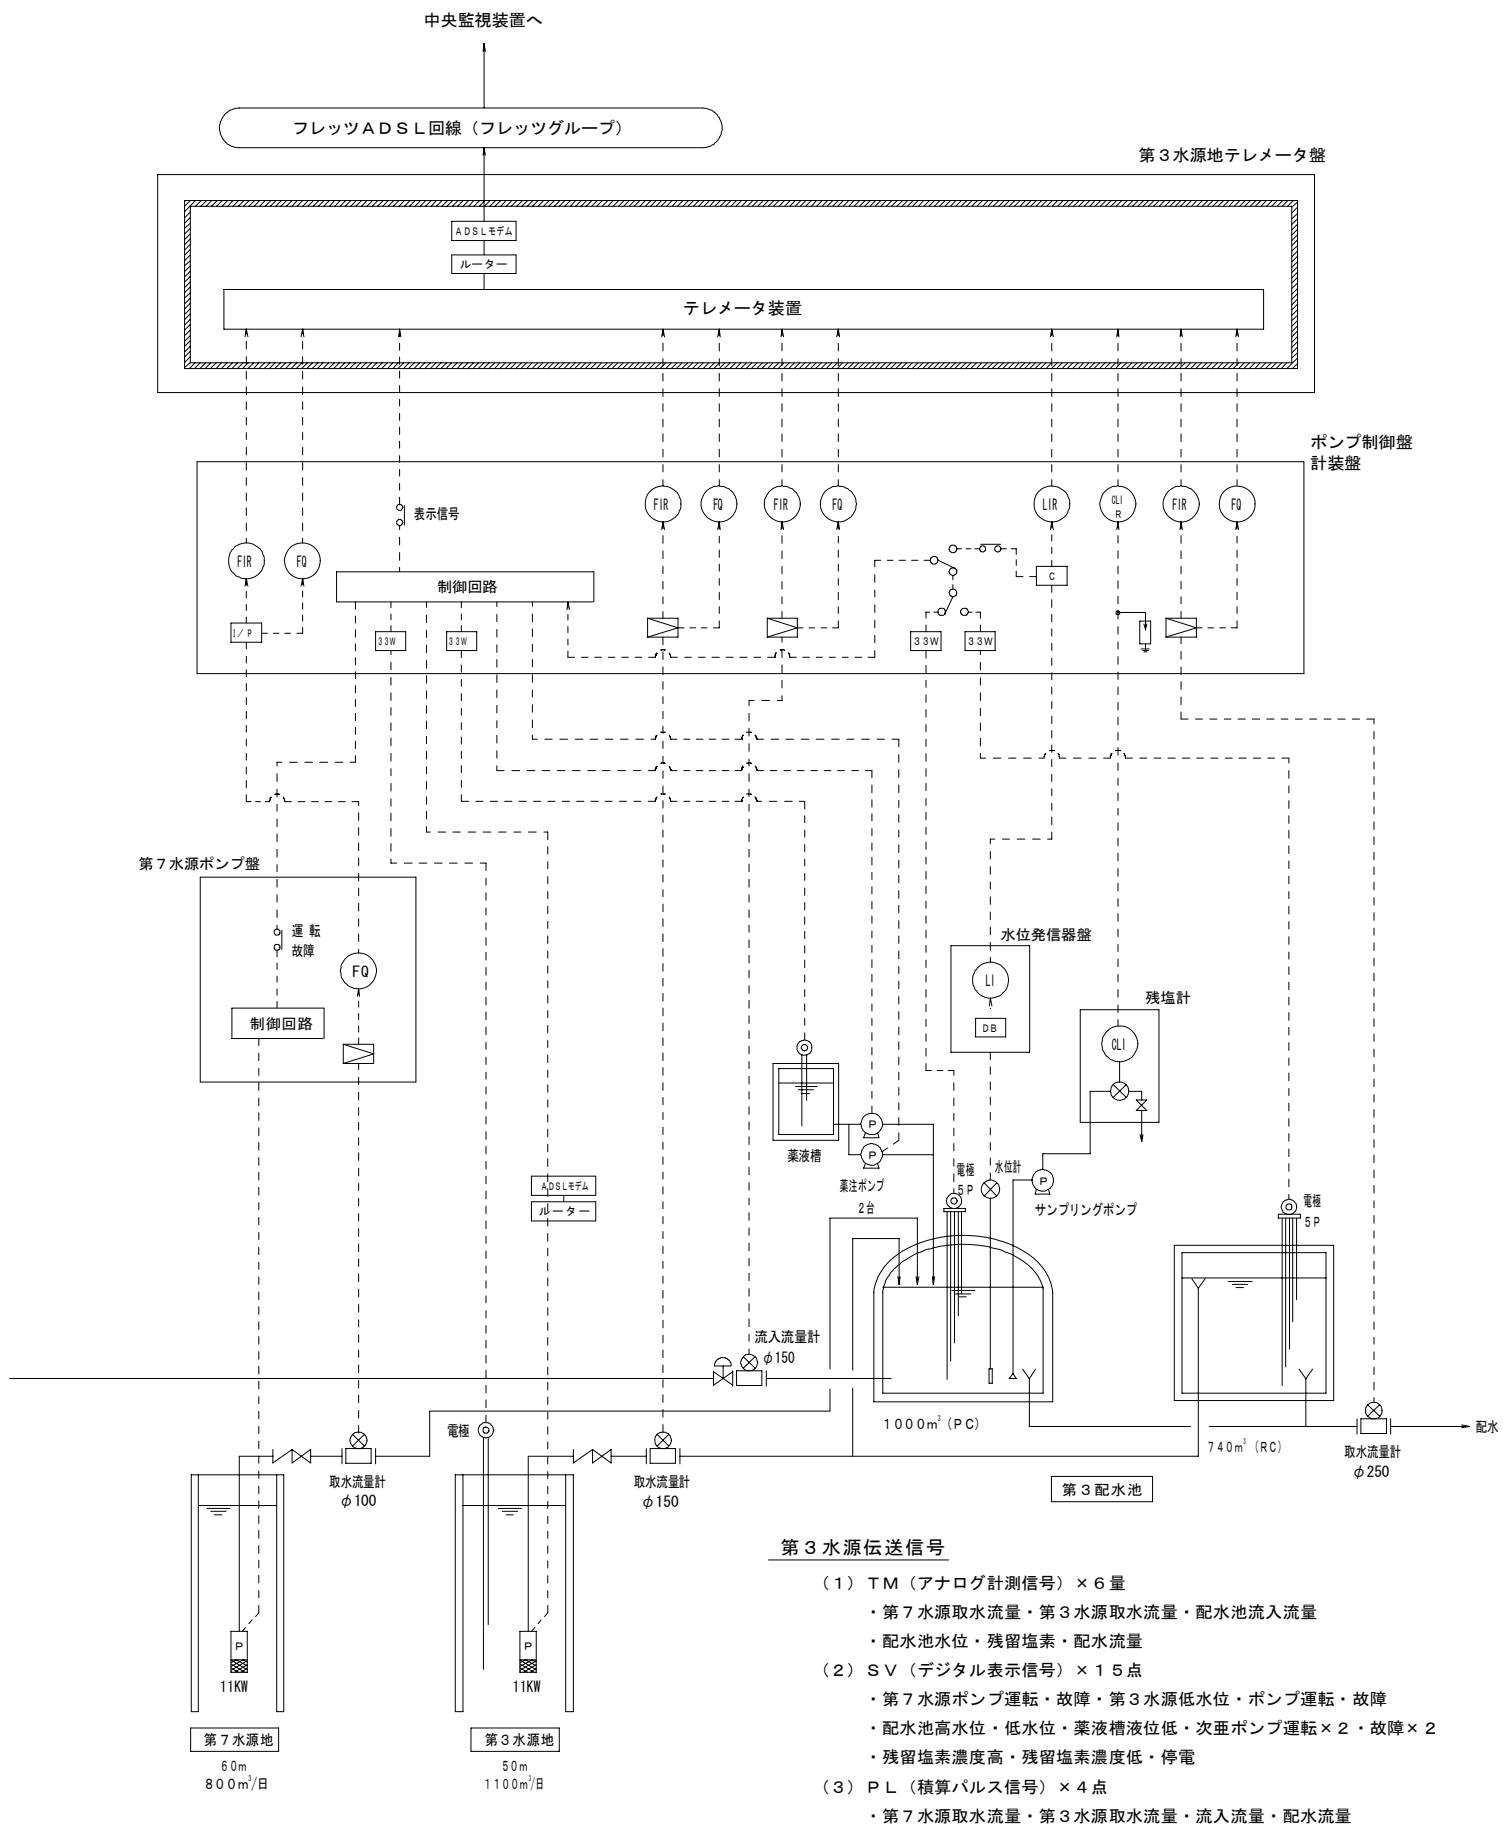 中央監視装置へ
フレッツＡＤＳＬ回線（フレッツグループ）
第３水源地テレメータ盤
ＡＤＳＬモデム
ルーター
テレメータ装置
ポンプ制御盤
計装盤
FIR
FQ
FIR
FQ
LIR
CLI
R
FIR
FQ
表示信号
FIR
FQ
制御回路
C
I/P
33W
33W
33W
33W
第７水源ポンプ盤
運転
故障
FQ
制御回路
水位発信器盤
LI
DB
残塩計
CLI
薬液槽
P
P
薬注ポンプ
2台
電極
5P
水位計
P
サンプリングポンプ
電極
5P
ＡＤＳＬモデム
ルーター
流入流量計
φ150
1000m³(PC)
740m³(RC)
配水
取水流量計
φ250
電極
取水流量計
φ100
取水流量計
φ150
第３配水池
P
11KW
P
11KW
第７水源地
60m
800m³/日
第３水源地
50m
1100m³/日
第３水源伝送信号
（１）ＴＭ（アナログ計測信号）×６量
・第７水源取水流量・第３水源取水流量・配水池流入流量
・配水池水位・残留塩素・配水流量
（２）ＳＶ（デジタル表示信号）×１５点
・第７水源ポンプ運転・故障・第３水源低水位・ポンプ運転・故障
・配水池高水位・低水位・薬液槽液位低・次亜ポンプ運転×２・故障×２
・残留塩素濃度高・残留塩素濃度低・停電
（３）ＰＬ（積算パルス信号）×４点
・第７水源取水流量・第３水源取水流量・流入流量・配水流量